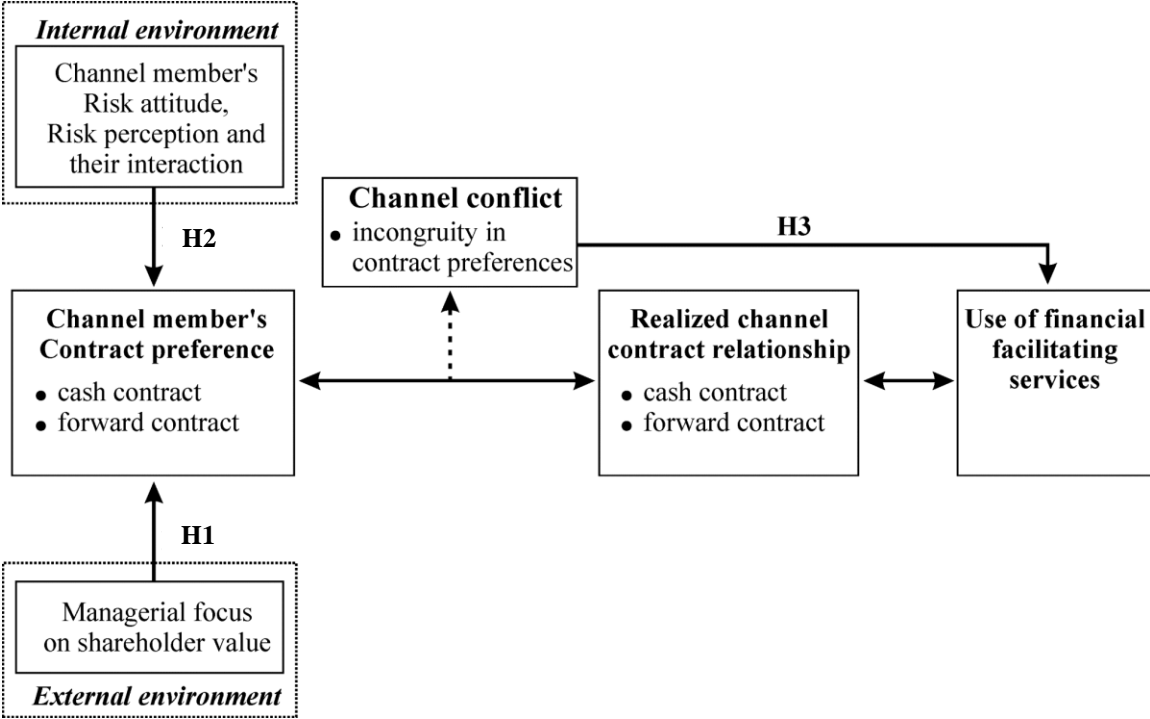 Internal environment
Channel member's
Risk attitude,
Risk perception and
their interaction
H2
Channel conflict
• incongruity in
contract preferences
H3
Channel member's
Contract preference
• cash contract
• forward contract
Realized channel
contract relationship
• cash contract
• forward contract
Use of financial
facilitating
services
H1
Managerial focus
on shareholder value
External environment